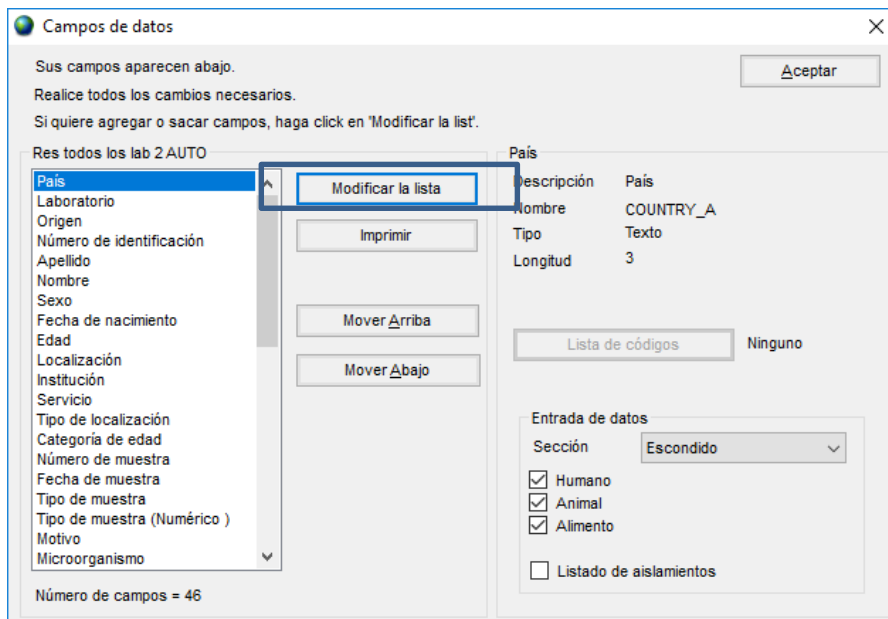 Campos de datos
Sus campos aparecen abajo.
Realice todos los cambios necesarios.
Si quiere agregar o sacar campos, haga click en 'Modificar la list'.
Aceptar
Res todos los lab 2 AUTO
País
Laboratorio
Origen
Número de identificación
Apellido
Nombre
Sexo
Fecha de nacimiento
Edad
Localización
Institución
Servicio
Tipo de localización
Categoría de edad
Número de muestra
Fecha de muestra
Tipo de muestra
Tipo de muestra (Numérico )
Motivo
Microorganismo
Número de campos = 46
Modificar la lista
Imprimir
Mover Arriba
Mover Abajo
País
Descripción País
Nombre COUNTRY_A
Tipo Texto
Longitud 3
Lista de códigos Ninguno
Entrada de datos
Sección Escondido
Humano
Animal
Alimento
Listado de aislamientos